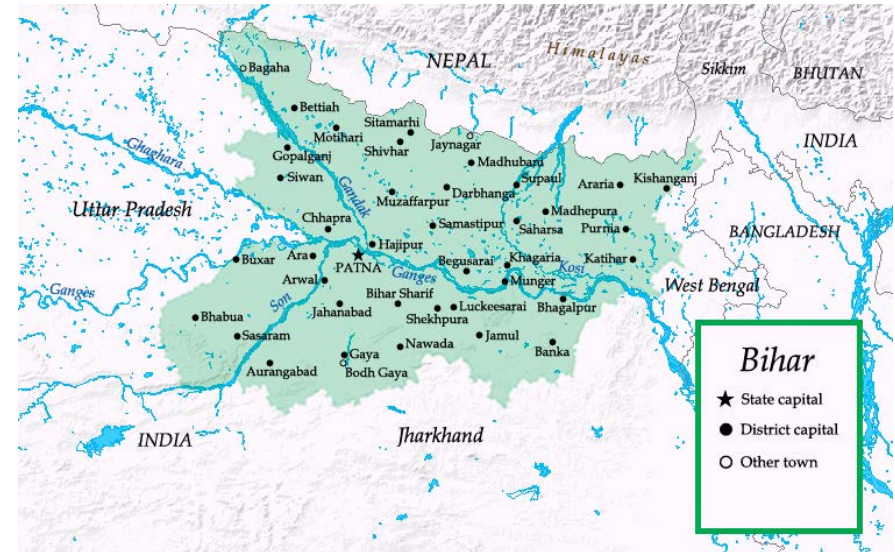 NEPAL
Himalayas
Sikkim
BHUTAN
Bagaha
Bettiah
Motihari
Sitamarhi
Shivhar
Jaynagar
INDIA
Ghaghara
Gopalganj
Siwan
Gandak
Muzaffarpur
Darbhanga
Madhubani
Supaul
Araria
Kishanganj
Uttar Pradesh
Chhapra
Samastipur
Saharsa
Madhepura
Purnia
BANGLADESH
Buxar
Ara
Hajipur
PATNA
Ganges
Begusarai
Khagaria
Kosi
Katihar
Ganges
Arwal
Munger
West Bengal
Son
Bhabua
Jahanabad
Bihar Sharif
Shekhpura
Luckeesarai
Bhagalpur
Sasaram
Gaya
Nawada
Jamul
Banka
Aurangabad
Bodh Gaya
INDIA
Jharkhand
Bihar
State capital
District capital
Other town